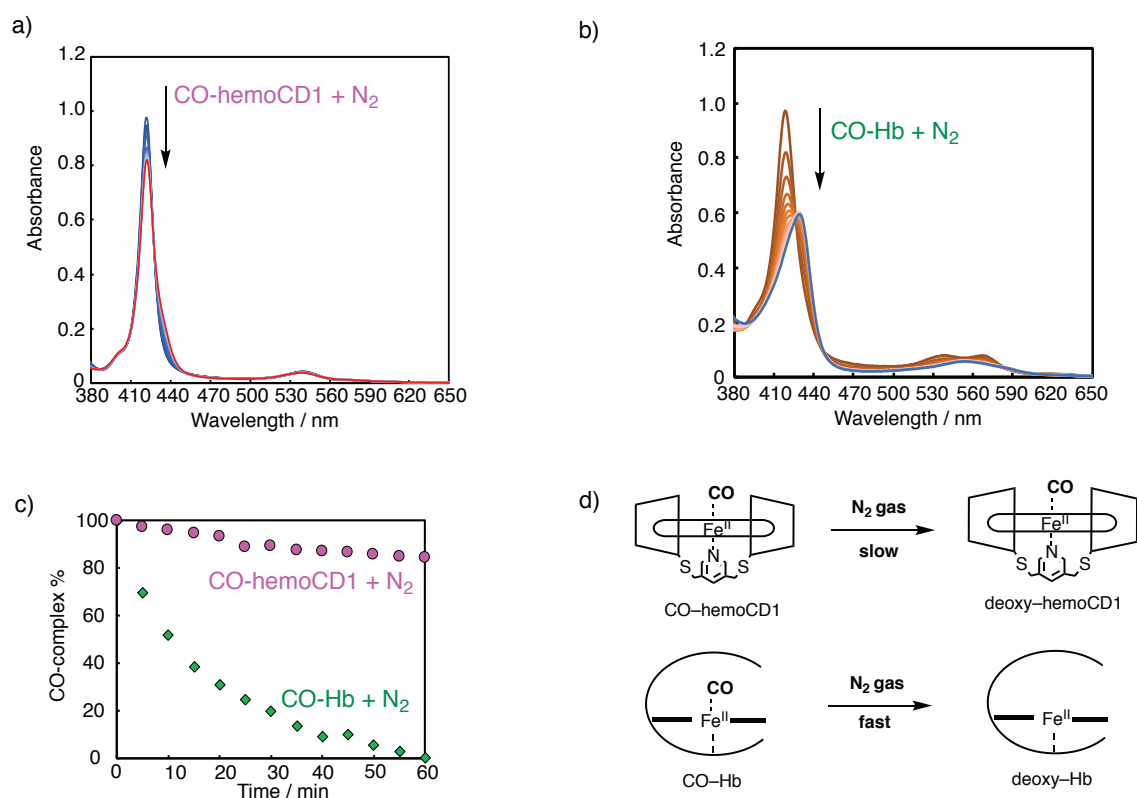 a)
1.2
1.0
0.8
0.6
0.4
0.2
0
CO-hemoCD1 + N2
Absorbance
380 410 440 470 500 530 560 590 620 650
Wavelength / nm
b)
1.2
1.0
0.8
0.6
0.4
0.2
0
CO-Hb + N2
Absorbance
380 410 440 470 500 530 560 590 620 650
Wavelength / nm
c)
100
80
60
40
20
0
CO-complex %
CO-hemoCD1 + N2
CO-Hb + N2
0 10 20 30 40 50 60
Time / min
d)
CO
FeII
N
S S
CO–hemoCD1
N2 gas
slow
CO
FeII
N
S S
deoxy–hemoCD1
CO
FeII
CO–Hb
N2 gas
fast
FeII
deoxy–Hb